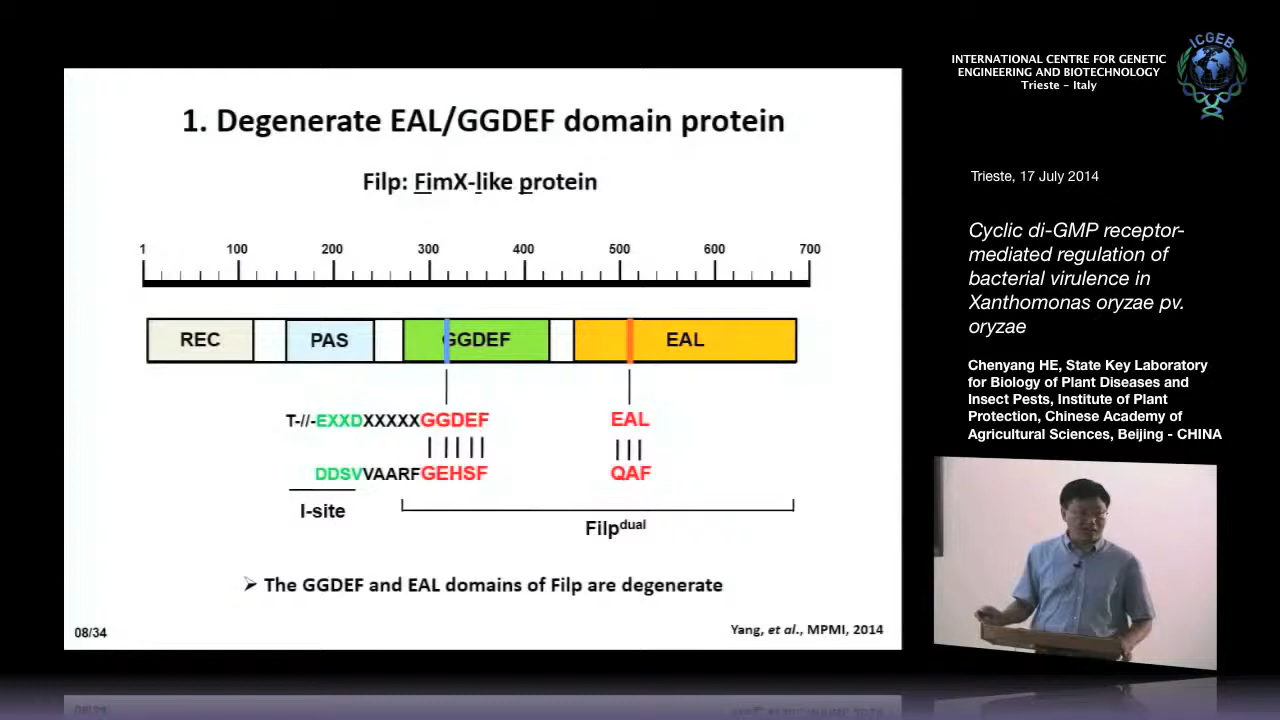 1. Degenerate EAL/GGDEF domain protein
Filp: FimX-like protein
1 100 200 300 400 500 600 700
REC PAS GGDEF EAL
T-//-EXXDXXXXXGGDEF EAL
DDSVVAARFGEHSF QAF
I-site
Filpdual
➢ The GGDEF and EAL domains of Filp are degenerate
08/34
Yang, et al., MPMI, 2014
INTERNATIONAL CENTRE FOR GENETIC
ENGINEERING AND BIOTECHNOLOGY
Trieste - Italy
ICGEB
Trieste, 17 July 2014
Cyclic di-GMP receptor-
mediated regulation of
bacterial virulence in
Xanthomonas oryzae pv.
oryzae
Chenyang HE, State Key Laboratory
for Biology of Plant Diseases and
Insect Pests, Institute of Plant
Protection, Chinese Academy of
Agricultural Sciences, Beijing - CHINA